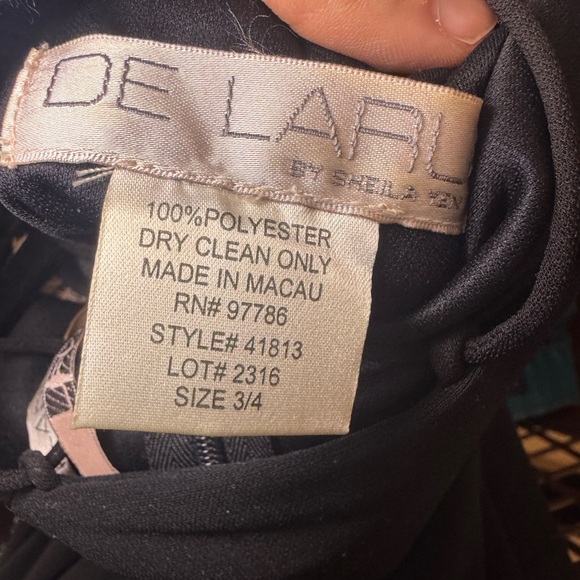 DE LARU
BY SHEILA YEN
100%POLYESTER
DRY CLEAN ONLY
MADE IN MACAU
RN# 97786
STYLE# 41813
LOT# 2316
SIZE 3/4